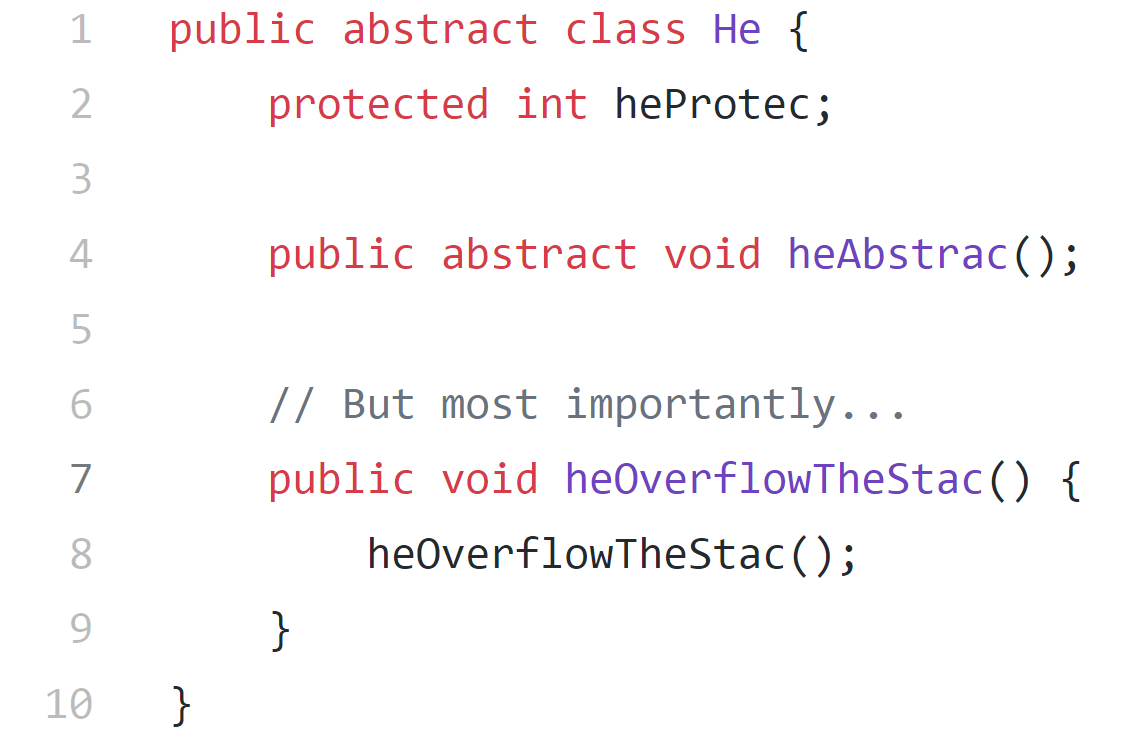 1 public abstract class He {
2 protected int heProtec;
3
4 public abstract void heAbstrac();
5
6 // But most importantly...
7 public void heOverflowTheStac() {
8 heOverflowTheStac();
9 }
10 }